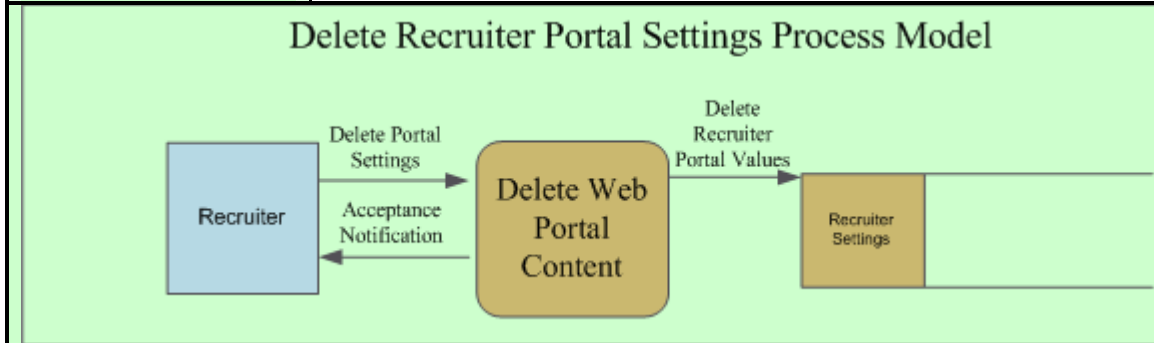 Delete Recruiter Portal Settings Process Model
Delete Portal
Settings
Acceptance
Notification
Recruiter
Delete Web
Portal
Content
Delete
Recruiter
Portal Values
Recruiter
Settings